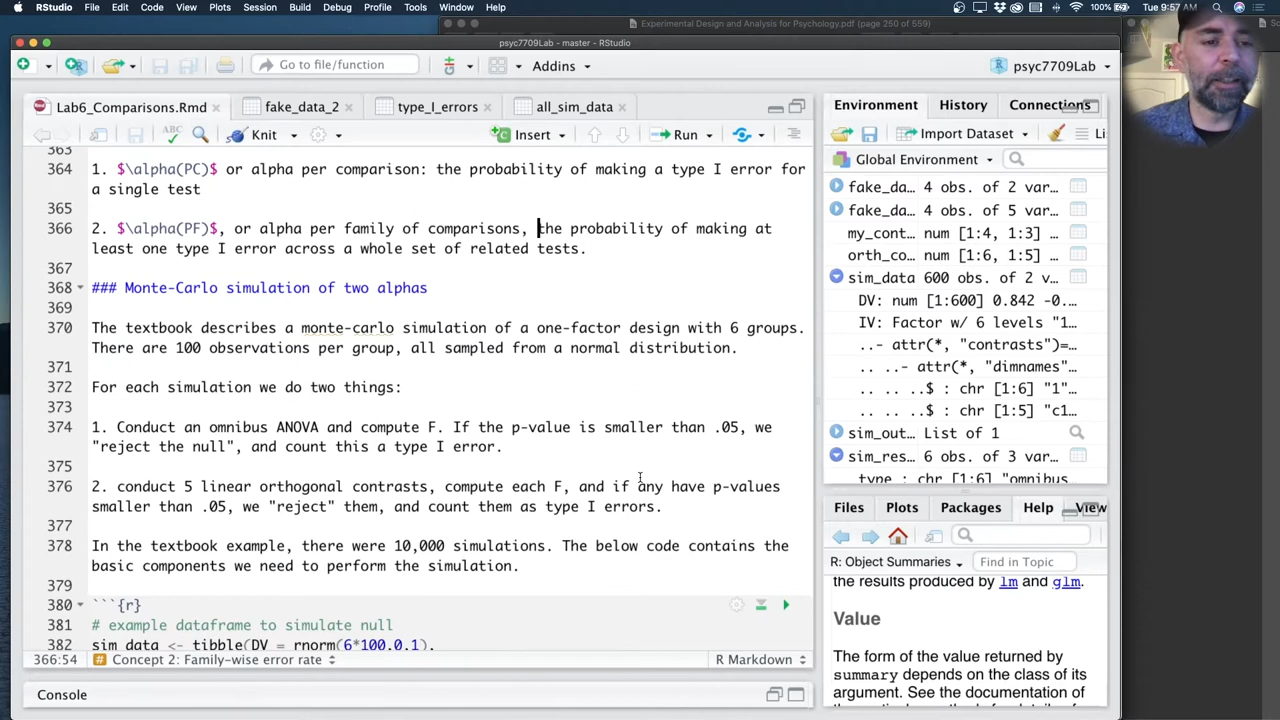 RStudio File Edit Code View Plots Session Build Debug Profile Tools Window Help 100% Tue 9:57 AM
Experimental Design and Analysis for Psychology.pdf (page 250 of 559)
psyc7709Lab - master - RStudio
Go to file/function Addins psyc7709Lab
Lab6_Comparisons.Rmd fake_data_2 type_I_errors all_sim_data
Knit Insert Run
363
364 1. $\alpha(PC)$ or alpha per comparison: the probability of making a type I error for
a single test
365
366 2. $\alpha(PF)$, or alpha per family of comparisons, the probability of making at
least one type I error across a whole set of related tests.
367
368 ### Monte-Carlo simulation of two alphas
369
370 The textbook describes a monte-carlo simulation of a one-factor design with 6 groups.
There are 100 observations per group, all sampled from a normal distribution.
371
372 For each simulation we do two things:
373
374 1. Conduct an omnibus ANOVA and compute F. If the p-value is smaller than .05, we
"reject the null", and count this a type I error.
375
376 2. conduct 5 linear orthogonal contrasts, compute each F, and if any have p-values
smaller than .05, we "reject" them, and count them as type I errors.
377
378 In the textbook example, there were 10,000 simulations. The below code contains the
basic components we need to perform the simulation.
379
380 ```{r}
381 # example dataframe to simulate null
382 sim_data <- tibble(DV = rnorm(6*100,0,1),
366:54 Concept 2: Family-wise error rate R Markdown
Console
Environment History Connections
Import Dataset Li
Global Environment
fake_da… 4 obs. of 2 var…
fake_da… 4 obs. of 5 var…
my_cont… num [1:4, 1:3] …
orth_co… num [1:6, 1:5] …
sim_data 600 obs. of 2 v…
DV: num [1:600] 0.842 -0.…
IV: Factor w/ 6 levels "1…
..- attr(*, "contrasts")=…
.. ..- attr(*, "dimnames"…
.. .. ..$ : chr [1:6] "1"…
.. .. ..$ : chr [1:5] "c1…
sim_out… List of 1
sim_res… 6 obs. of 3 var…
type : chr [1:6] "omnibus…
Files Plots Packages Help View
R: Object Summaries Find in Topic
the results produced by lm and glm.
Value
The form of the value returned by
summary depends on the class of its
argument. See the documentation of